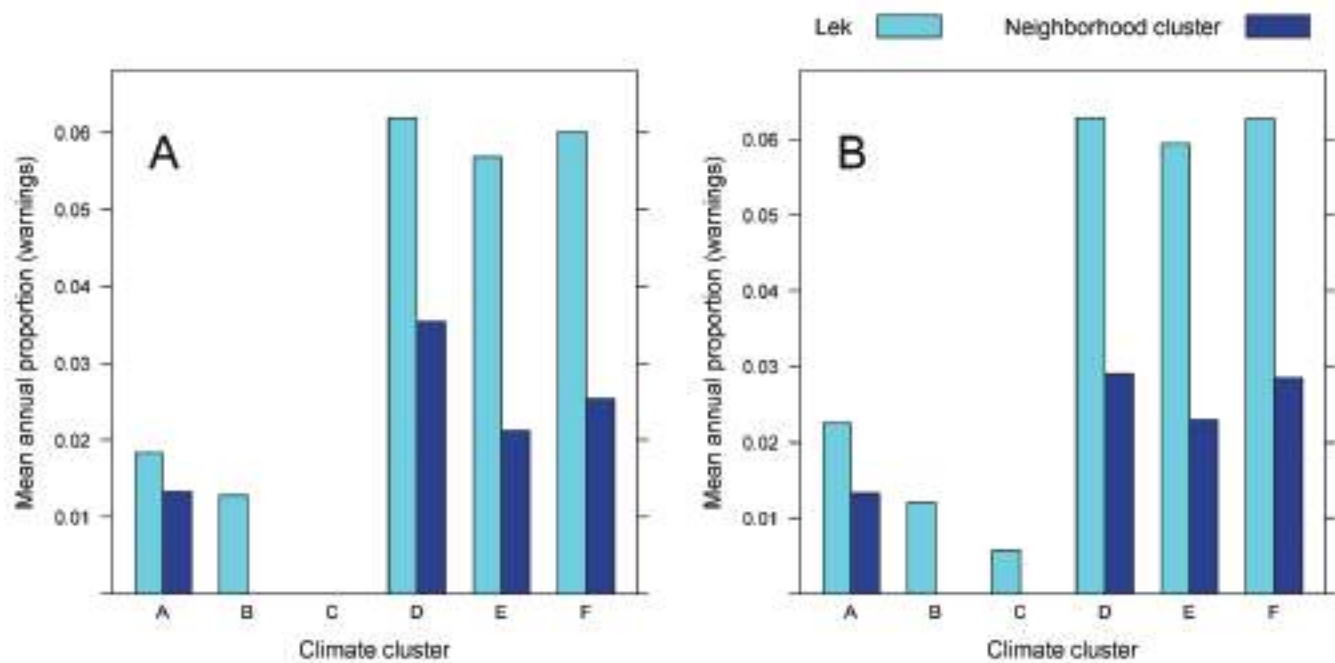 Lek Neighborhood cluster
A
Mean annual proportion (warnings)
0.06
0.05
0.04
0.03
0.02
0.01
A B C D E F
Climate cluster
B
Mean annual proportion (warnings)
0.06
0.05
0.04
0.03
0.02
0.01
A B C D E F
Climate cluster